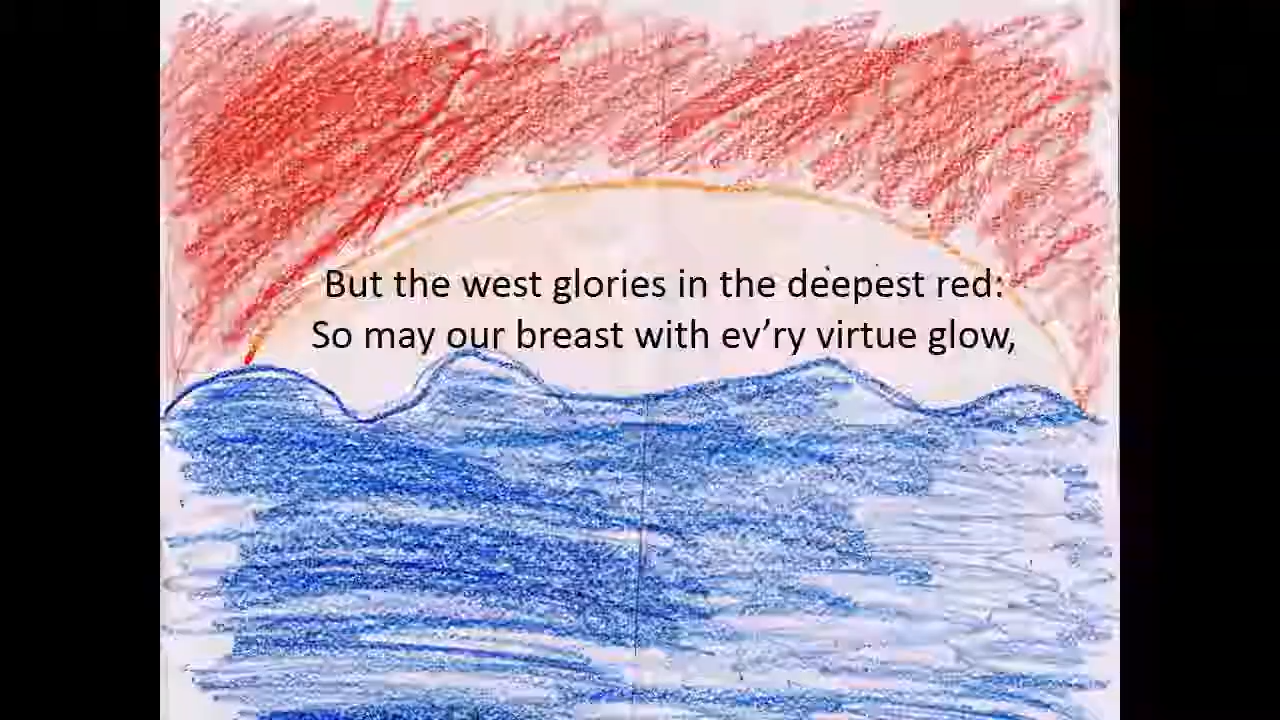 But the west glories in the deepest red:
So may our breast with ev’ry virtue glow,